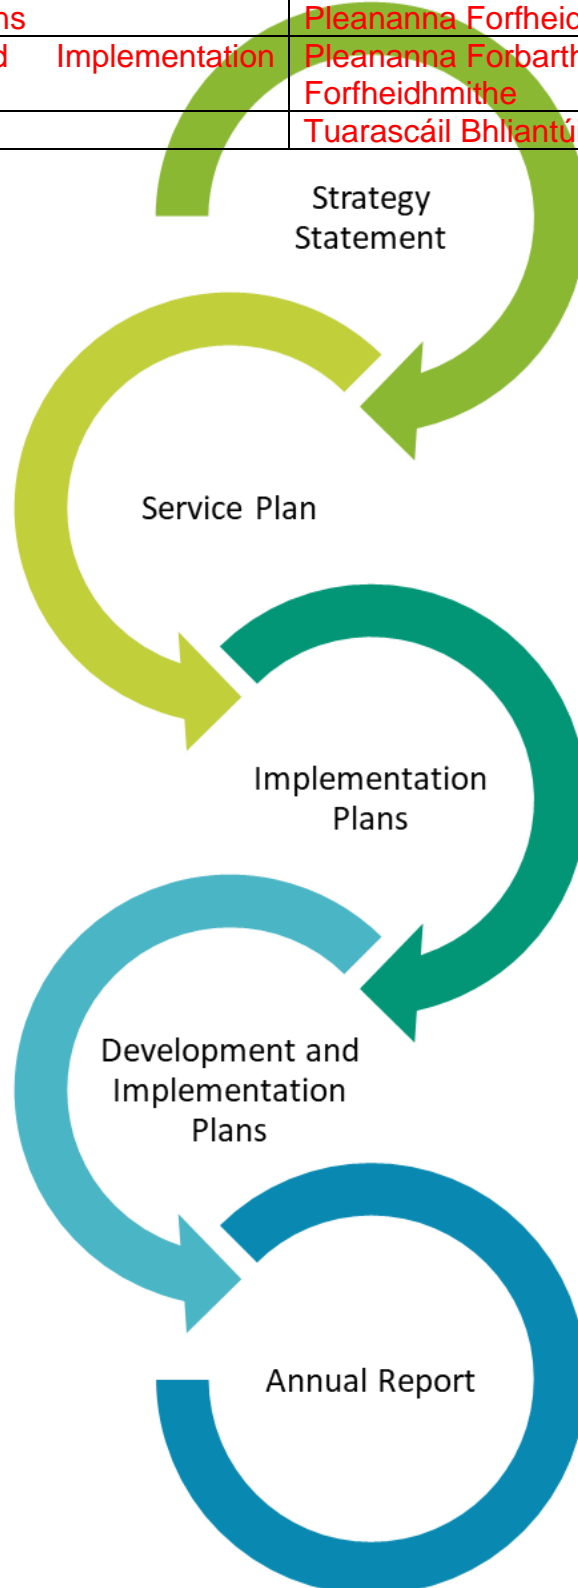 ns
Pleananna Forfheid
d Implementation
Pleananna Forbarth
Forfheidhmithe
Tuarascáil Bhliantú
Strategy
Statement
Service Plan
Implementation
Plans
Development and
Implementation
Plans
Annual Report